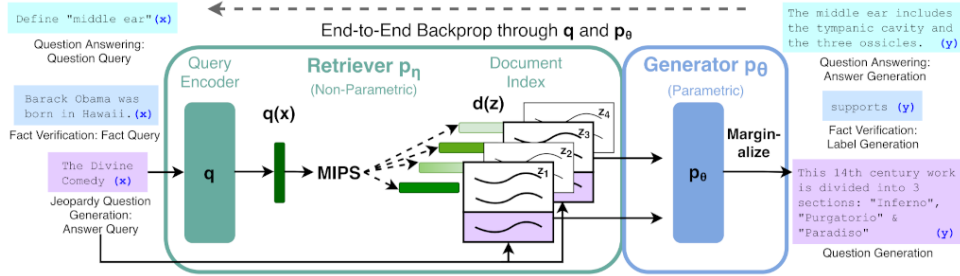 End-to-End Backprop through q and pθ
Define "middle ear"(x)
Question Answering:
Question Query
Barack Obama was
born in Hawaii.(x)
Fact Verification: Fact Query
The Divine
Comedy (x)
Jeopardy Question
Generation:
Answer Query
Query
Encoder
q
Retriever pη
(Non-Parametric)
q(x)
MIPS
Document
Index
d(z)
z4
z3
z2
z1
Generator pθ
(Parametric)
pθ
Margin-
alize
The middle ear includes
the tympanic cavity and
the three ossicles. (y)
Question Answering:
Answer Generation
supports (y)
Fact Verification:
Label Generation
This 14th century work
is divided into 3
sections: "Inferno",
"Purgatorio" &
"Paradiso" (y)
Question Generation